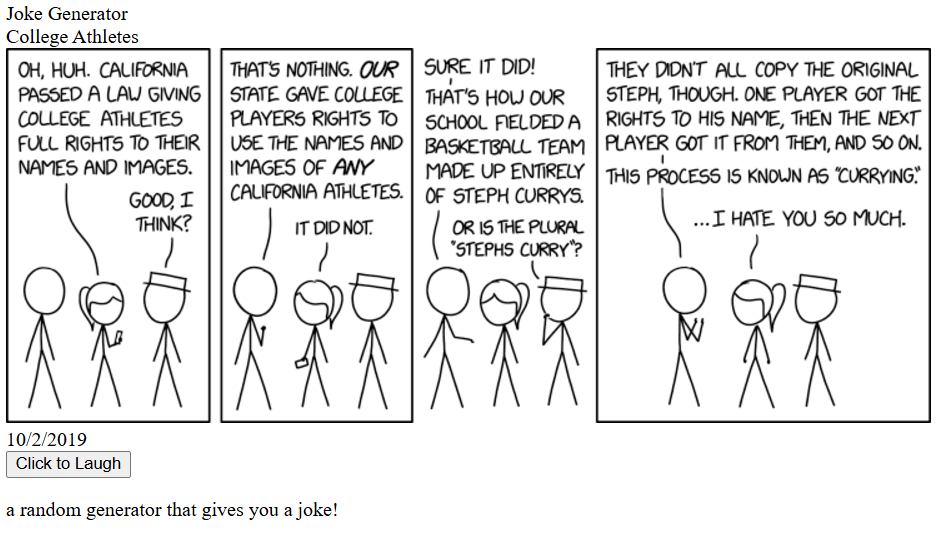 Joke Generator
College Athletes
OH, HUH. CALIFORNIA
PASSED A LAW GIVING
COLLEGE ATHLETES
FULL RIGHTS TO THEIR
NAMES AND IMAGES.
GOOD, I
THINK?
THAT'S NOTHING. OUR
STATE GAVE COLLEGE
PLAYERS RIGHTS TO
USE THE NAMES AND
IMAGES OF ANY
CALIFORNIA ATHLETES.
IT DID NOT.
SURE IT DID!
THAT'S HOW OUR
SCHOOL FIELDED A
BASKETBALL TEAM
MADE UP ENTIRELY
OF STEPH CURRYS.
OR IS THE PLURAL
"STEPHS CURRY"?
THEY DIDN'T ALL COPY THE ORIGINAL
STEPH, THOUGH. ONE PLAYER GOT THE
RIGHTS TO HIS NAME, THEN THE NEXT
PLAYER GOT IT FROM THEM, AND SO ON.
THIS PROCESS IS KNOWN AS "CURRYING."
...I HATE YOU SO MUCH.
10/2/2019
Click to Laugh
a random generator that gives you a joke!